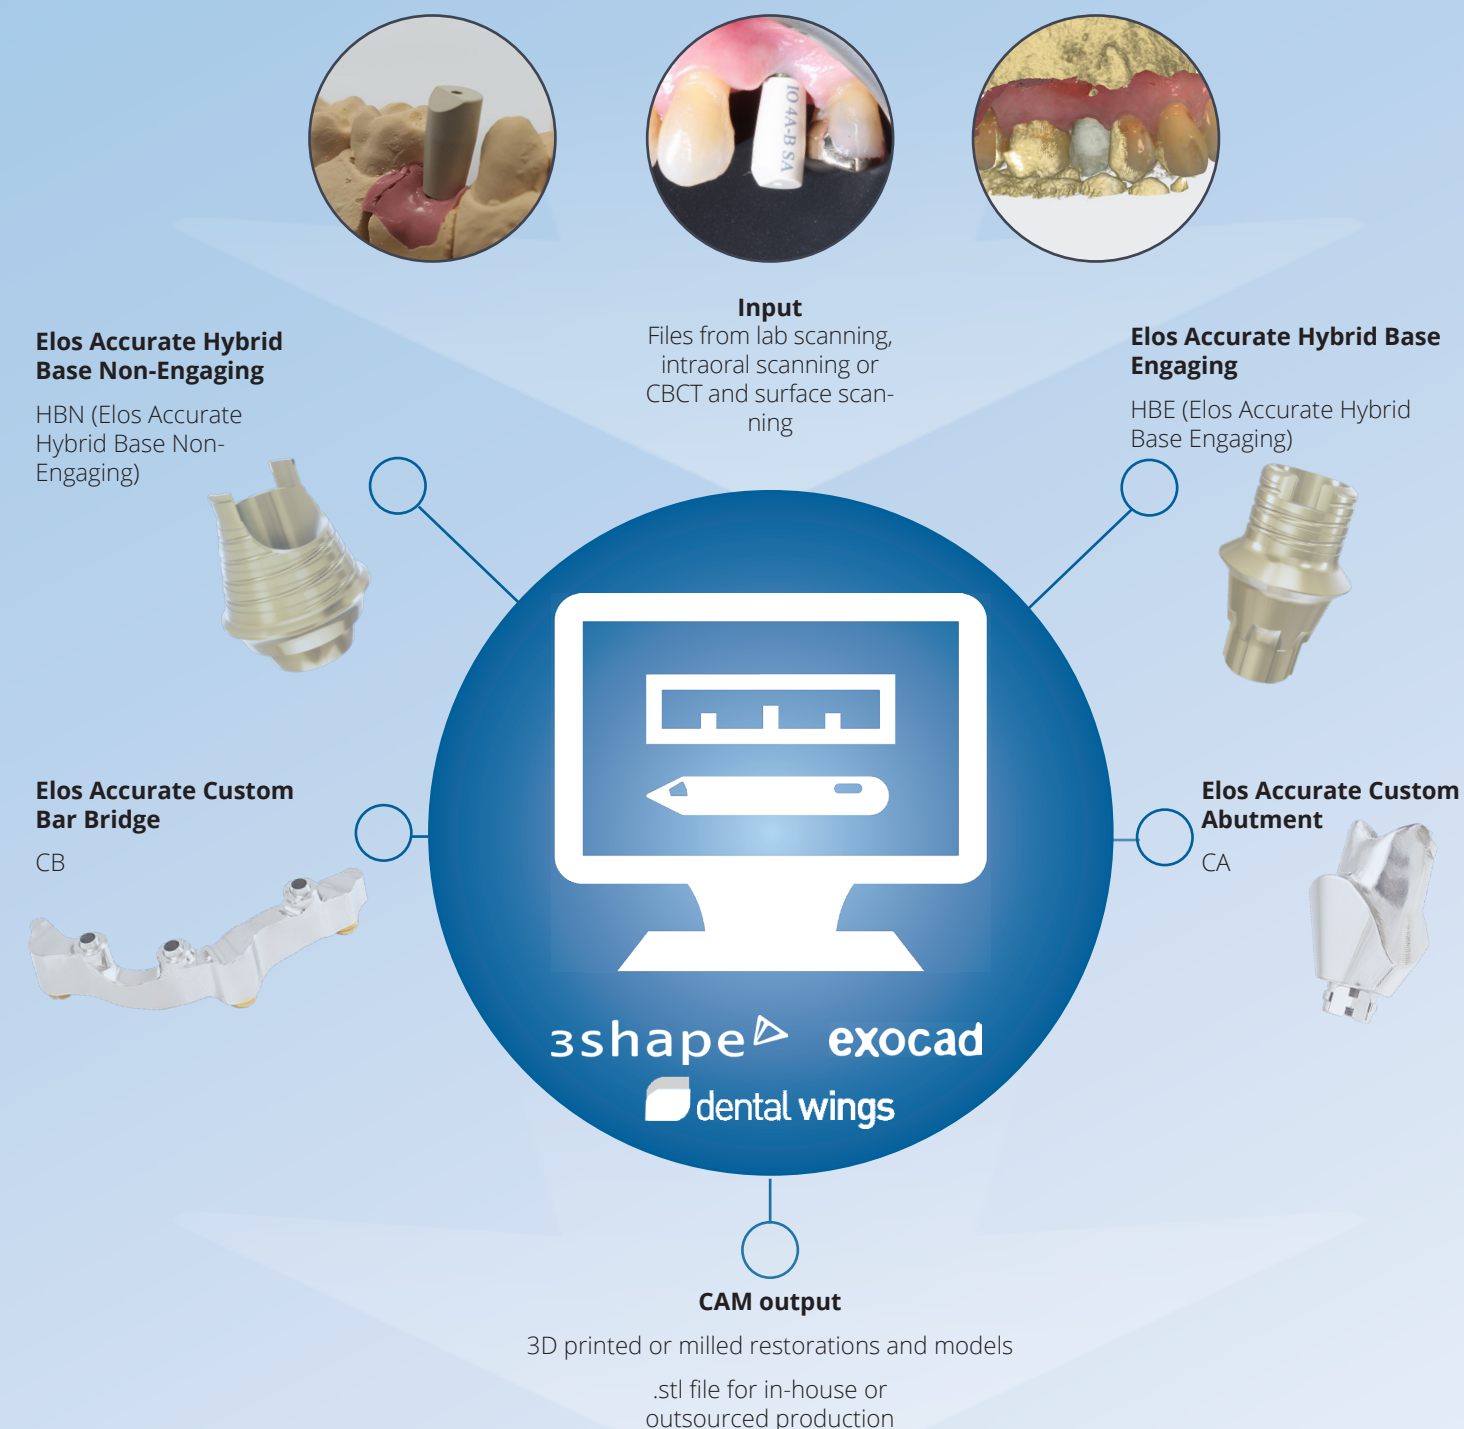 IO 4A-B SA
Input
Files from lab scanning,
intraoral scanning or
CBCT and surface scan-
ning
Elos Accurate Hybrid
Base Non-Engaging
HBN (Elos Accurate
Hybrid Base Non-
Engaging)
Elos Accurate Hybrid Base
Engaging
HBE (Elos Accurate Hybrid
Base Engaging)
Elos Accurate Custom
Bar Bridge
CB
Elos Accurate Custom
Abutment
CA
3shape
exocad
dental wings
CAM output
3D printed or milled restorations and models
.stl file for in-house or
outsourced production